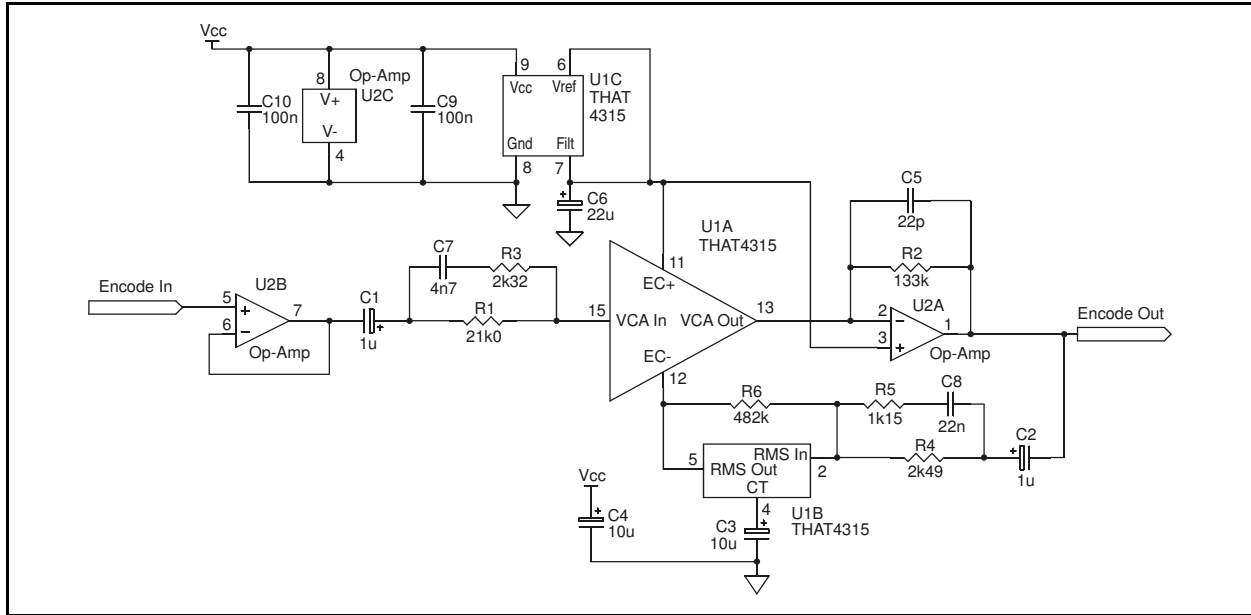 Vcc
C10
100n
8
V+
V-
4
Op-Amp
U2C
C9
100n
9
6
Vcc
Vref
Gnd
Filt
8
7
U1C
THAT
4315
C6
+
22u
C5
22p
R2
133k
U1A
THAT4315
11
EC+
Encode In
5
+
6
−
U2B
7
Op-Amp
C1
+
1u
C7
4n7
R3
2k32
R1
21k0
15
VCA In
VCA Out
13
EC-
12
2
−
3
+
U2A
1
Op-Amp
Encode Out
R6
482k
R5
1k15
C8
22n
R4
2k49
C2
+
1u
5
RMS In
RMS Out
2
CT
4
U1B
THAT4315
Vcc
C4
+
10u
C3
+
10u